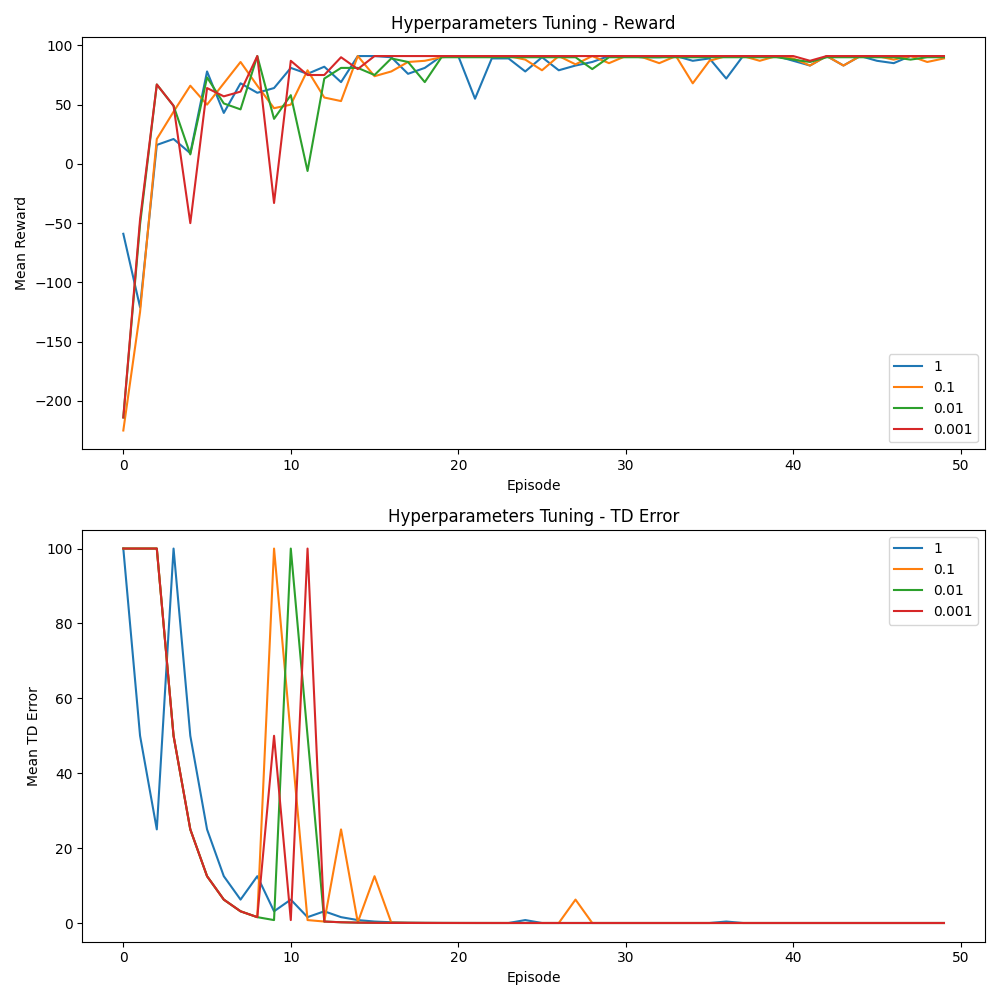 Hyperparameters Tuning - Reward
100
50
0
−50
−100
−150
−200
Mean Reward
0 10 20 30 40 50
Episode
1
0.1
0.01
0.001
Hyperparameters Tuning - TD Error
100
80
60
40
20
0
Mean TD Error
0 10 20 30 40 50
Episode
1
0.1
0.01
0.001